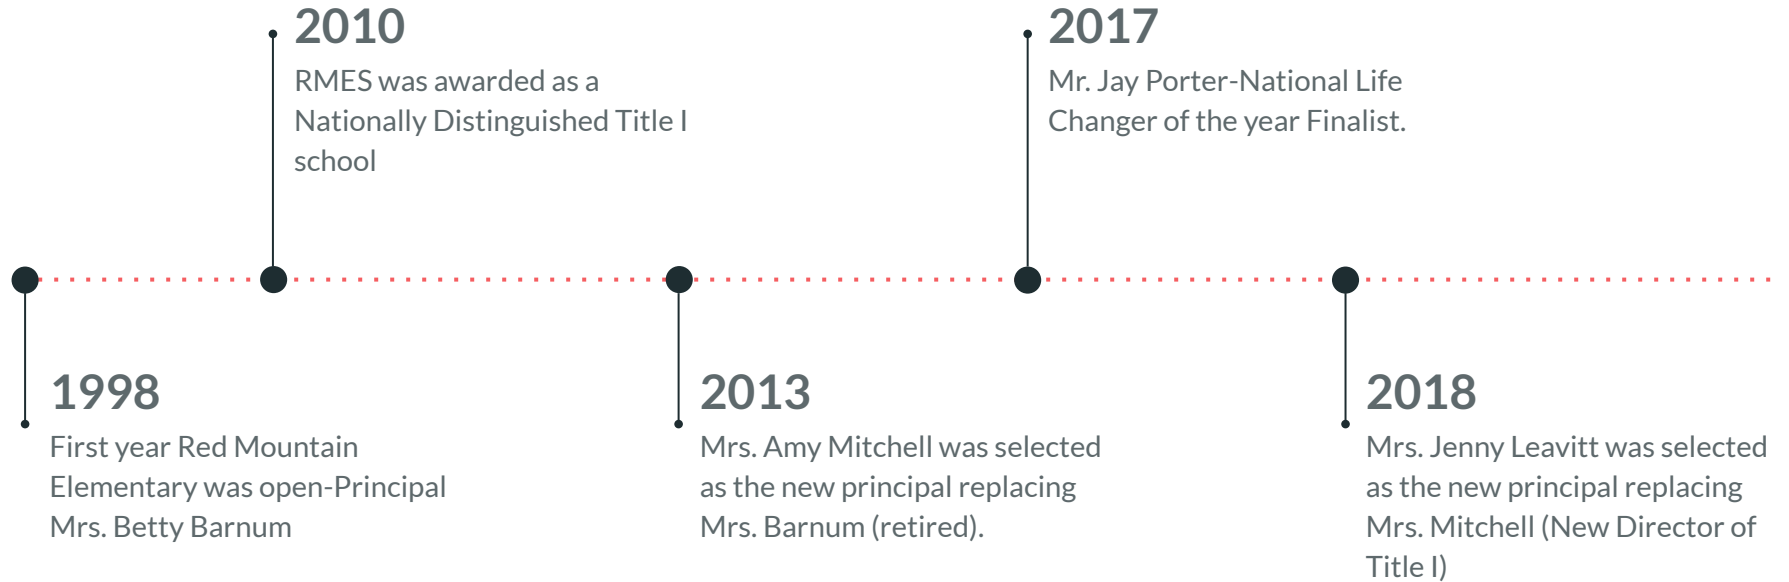 2010
RMES was awarded as a
Nationally Distinguished Title I
school
2017
Mr. Jay Porter-National Life
Changer of the year Finalist.
1998
First year Red Mountain
Elementary was open-Principal
Mrs. Betty Barnum
2013
Mrs. Amy Mitchell was selected
as the new principal replacing
Mrs. Barnum (retired).
2018
Mrs. Jenny Leavitt was selected
as the new principal replacing
Mrs. Mitchell (New Director of
Title I)